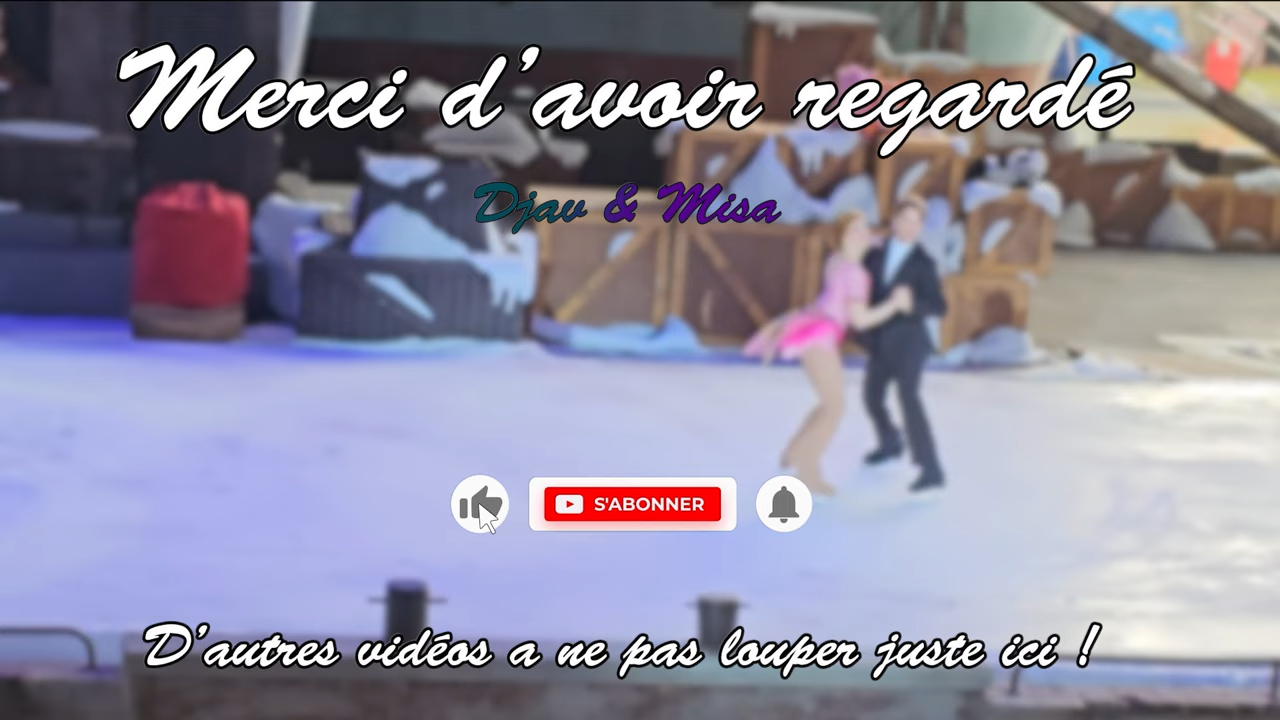 Merci d'avoir regardé
Djav & Misa
S'ABONNER
D'autres vidéos a ne pas louper juste ici !